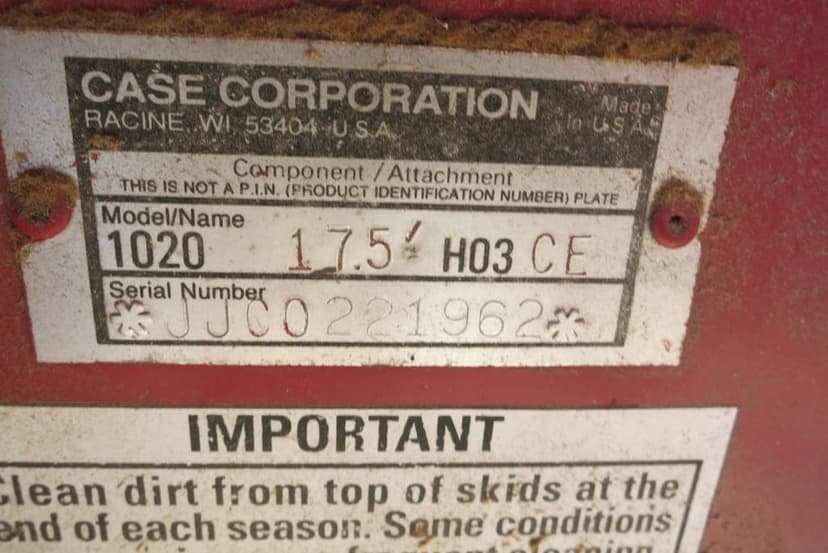 CASE CORPORATION
Made
RACINE, WI 53404 U.S.A.
In U.S.A.
Component / Attachment
THIS IS NOT A P.I.N. (PRODUCT IDENTIFICATION NUMBER) PLATE
Model/Name
1020 17.5' H03 CE
Serial Number
*JJC0221962*
IMPORTANT
Clean dirt from top of skids at the
end of each season. Some conditions